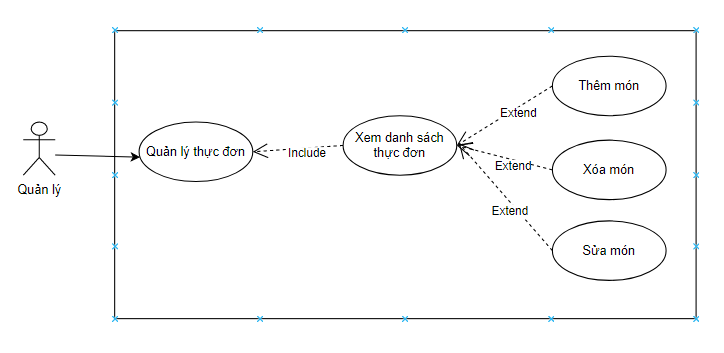 Thêm món
Extend
Quản lý thực đơn
Include
Xem danh sách
thực đơn
Extend
Xóa món
Quản lý
Extend
Sửa món